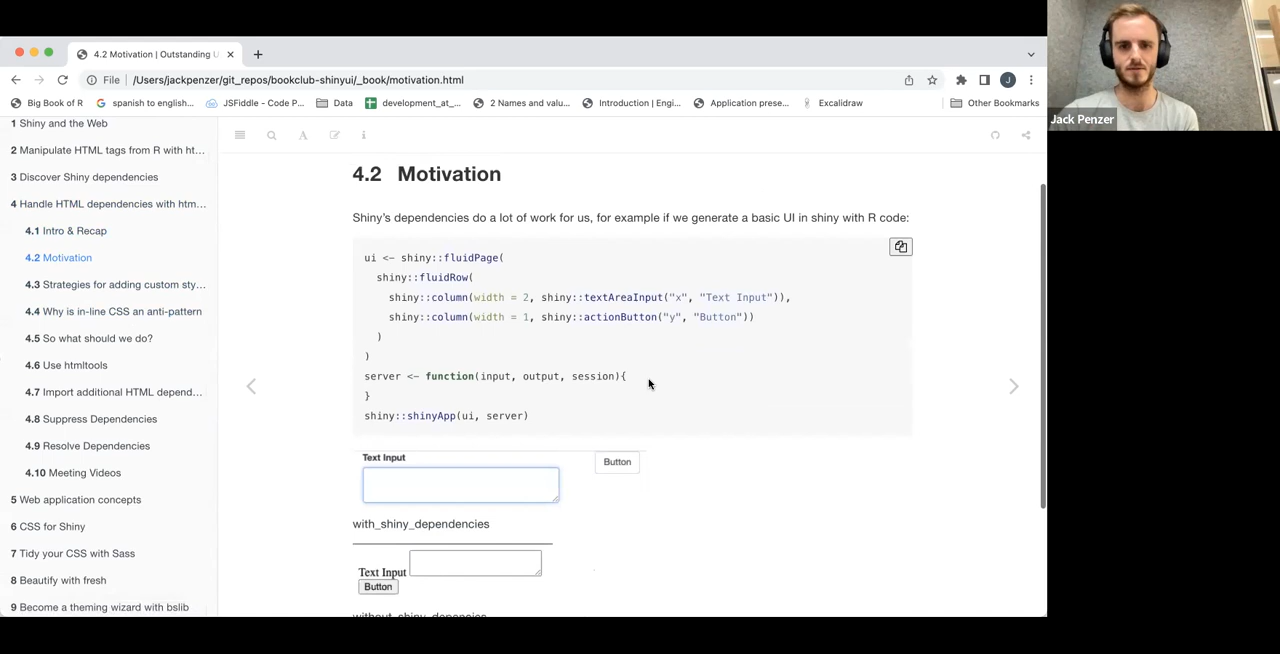 4.2 Motivation | Outstanding U
File
/Users/jackpenzer/git_repos/bookclub-shinyui/_book/motivation.html
J
Big Book of R
spanish to english...
JSFiddle - Code P...
Data
development_at_...
2 Names and valu...
Introduction | Engi...
Application prese...
Excalidraw
Other Bookmarks
Jack Penzer
1 Shiny and the Web
2 Manipulate HTML tags from R with ht...
3 Discover Shiny dependencies
4 Handle HTML dependencies with htm...
4.1 Intro & Recap
4.2 Motivation
4.3 Strategies for adding custom sty...
4.4 Why is in-line CSS an anti-pattern
4.5 So what should we do?
4.6 Use htmltools
4.7 Import additional HTML depend...
4.8 Suppress Dependencies
4.9 Resolve Dependencies
4.10 Meeting Videos
5 Web application concepts
6 CSS for Shiny
7 Tidy your CSS with Sass
8 Beautify with fresh
9 Become a theming wizard with bslib
4.2 Motivation
Shiny's dependencies do a lot of work for us, for example if we generate a basic UI in shiny with R code:
ui <- shiny::fluidPage(
shiny::fluidRow(
shiny::column(width = 2, shiny::textAreaInput("x", "Text Input")),
shiny::column(width = 1, shiny::actionButton("y", "Button"))
)
)
server <- function(input, output, session){
}
shiny::shinyApp(ui, server)
Text Input
Button
with_shiny_dependencies
Text Input
Button
without_shiny_depencies